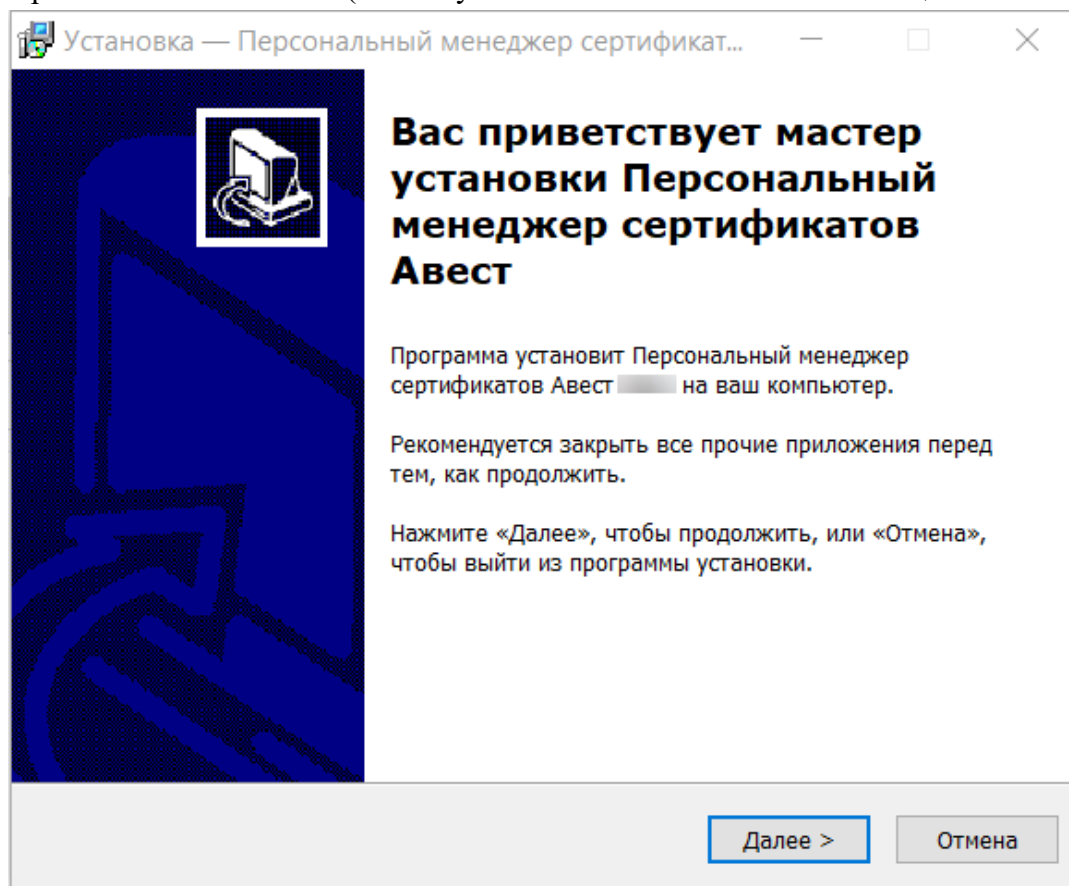 Установка — Персональный менеджер сертификат...
Вас приветствует мастер
установки Персональный
менеджер сертификатов
Авест
Программа установит Персональный менеджер
сертификатов Авест на ваш компьютер.
Рекомендуется закрыть все прочие приложения перед
тем, как продолжить.
Нажмите «Далее», чтобы продолжить, или «Отмена»,
чтобы выйти из программы установки.
Далее >
Отмена